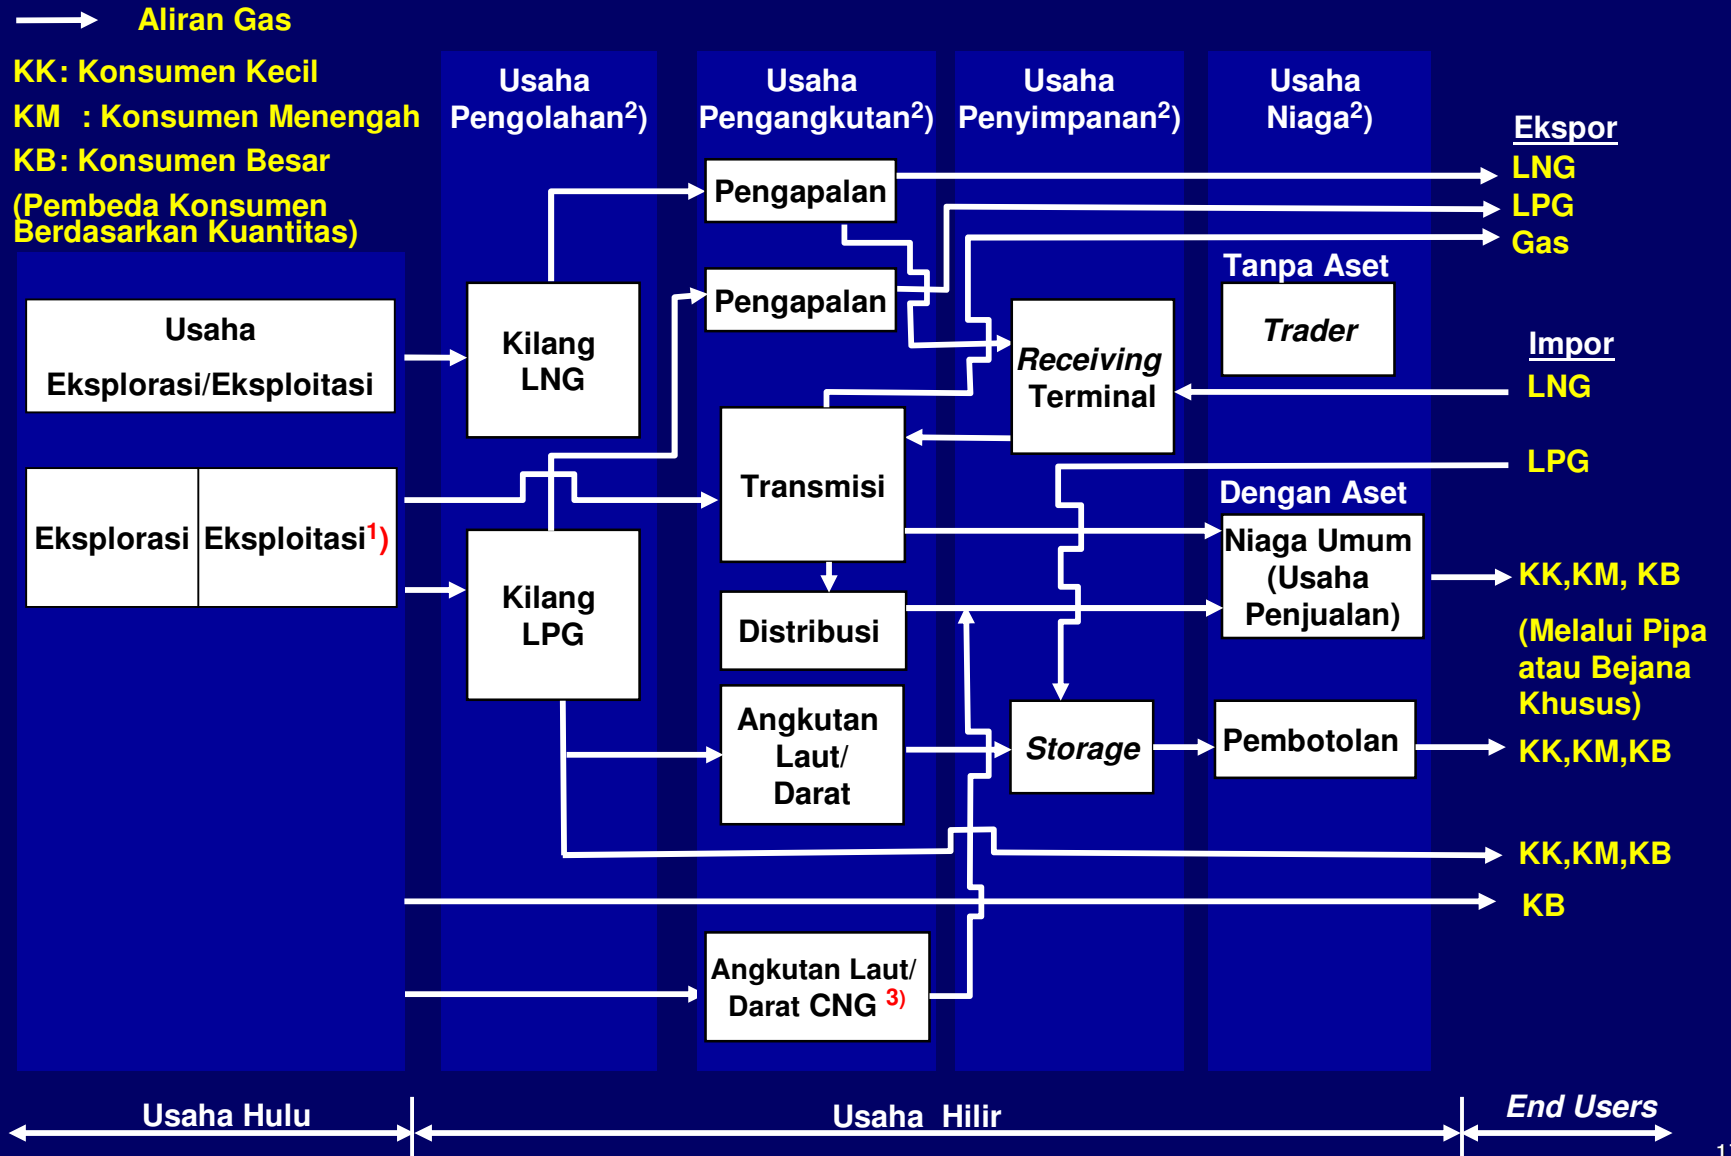 Aliran Gas
KK: Konsumen Kecil
KM : Konsumen Menengah
KB: Konsumen Besar
(Pembeda Konsumen
Berdasarkan Kuantitas)
Usaha
Pengolahan2)
Usaha
Pengangkutan2)
Usaha
Penyimpanan2)
Usaha
Niaga2)
Ekspor
LNG
LPG
Gas
Pengapalan
Pengapalan
Tanpa Aset
Trader
Usaha
Eksplorasi/Eksploitasi
Kilang
LNG
Receiving
Terminal
Impor
LNG
LPG
Eksplorasi
Eksploitasi1)
Transmisi
Dengan Aset
Niaga Umum
(Usaha
Penjualan)
KK,KM, KB
(Melalui Pipa
atau Bejana
Khusus)
Kilang
LPG
Distribusi
Angkutan
Laut/
Darat
Storage
Pembotolan
KK,KM,KB
KK,KM,KB
KB
Angkutan Laut/
Darat CNG 3)
Usaha Hulu
Usaha Hilir
End Users